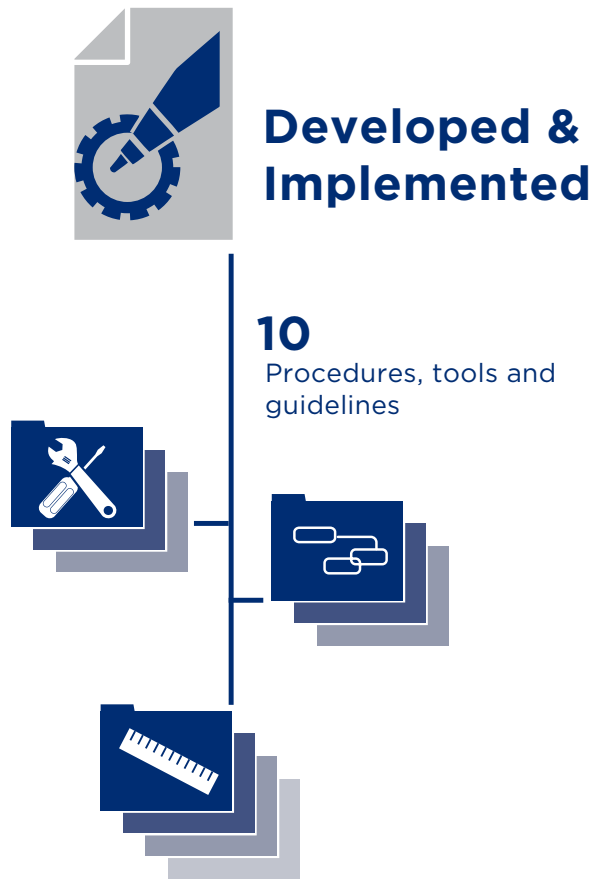 Developed &
Implemented
10
Procedures, tools and
guidelines